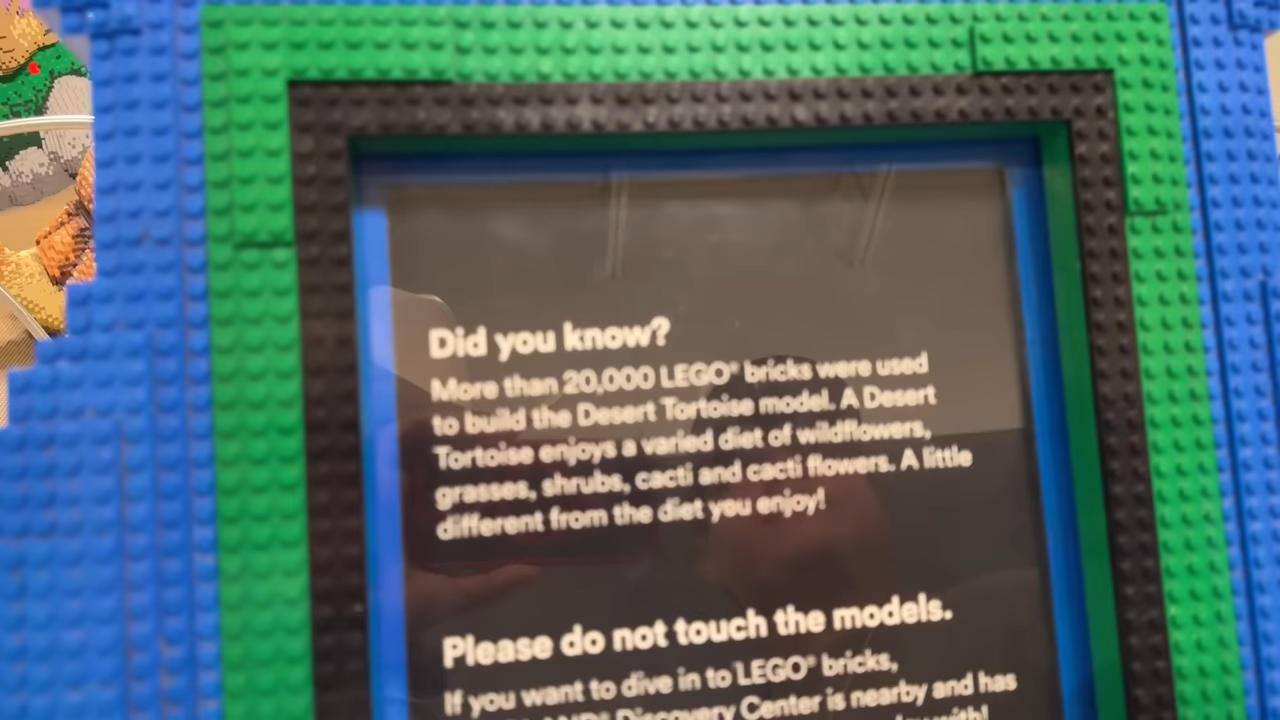 Did you know?
More than 20,000 LEGO® bricks were used
to build the Desert Tortoise model. A Desert
Tortoise enjoys a varied diet of wildflowers,
grasses, shrubs, cacti and cacti flowers. A little
different from the diet you enjoy!
Please do not touch the models.
If you want to dive in to LEGO® bricks,
Discovery Center is nearby and has